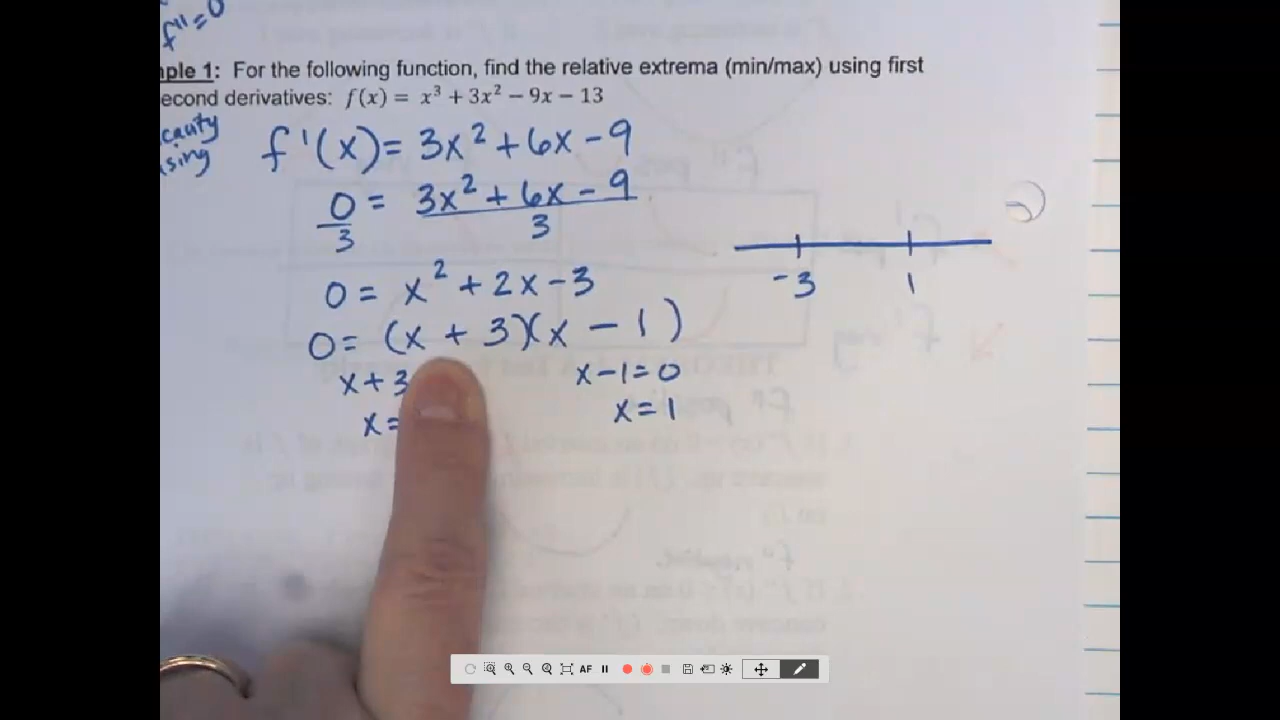 f''=0
mple 1: For the following function, find the relative extrema (min/max) using first
econd derivatives: f(x) = x³ + 3x² − 9x − 13
cavity
sing
f'(x) = 3x² + 6x − 9
0/3 = 3x² + 6x − 9 / 3
0 = x² + 2x − 3
-3 1
0 = (x + 3)(x − 1)
x + 3 x − 1 = 0
x = x = 1
AF